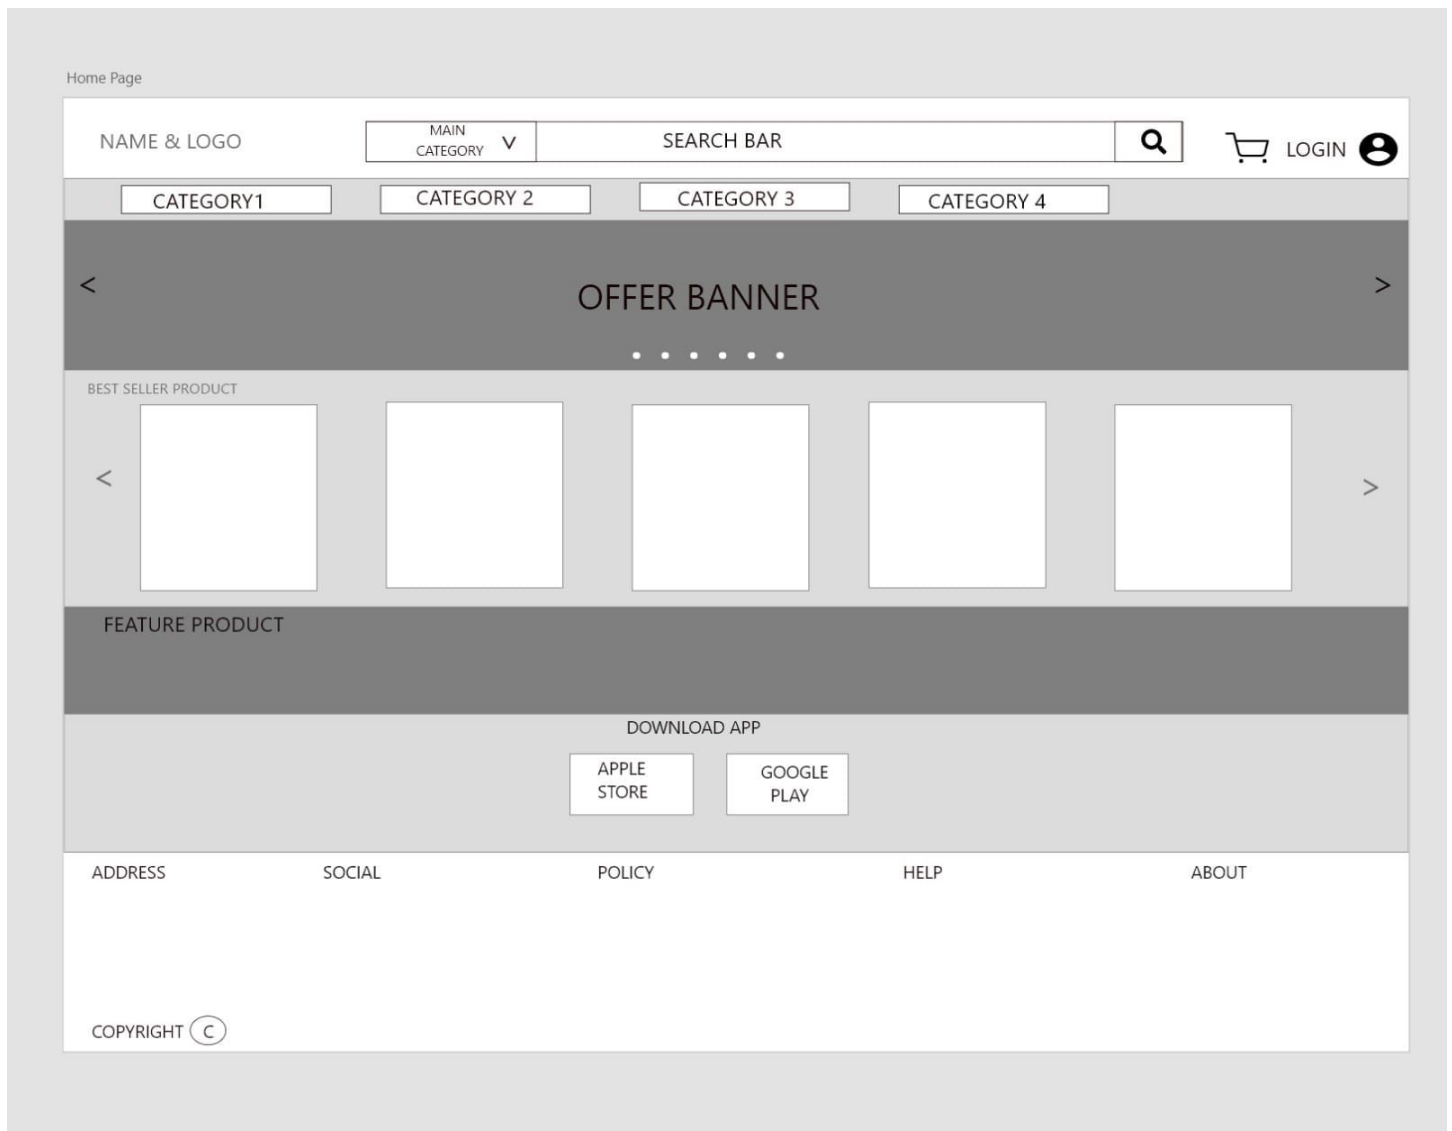 Home Page
NAME & LOGO
MAIN
CATEGORY
V
SEARCH BAR
LOGIN
CATEGORY1
CATEGORY 2
CATEGORY 3
CATEGORY 4
<
OFFER BANNER
>
BEST SELLER PRODUCT
<
>
FEATURE PRODUCT
DOWNLOAD APP
APPLE
STORE
GOOGLE
PLAY
ADDRESS
SOCIAL
POLICY
HELP
ABOUT
COPYRIGHT C